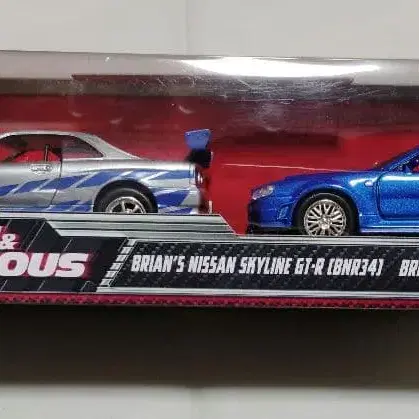 &
OUS
BRIAN'S NISSAN SKYLINE GT-R (BNR34)
BR